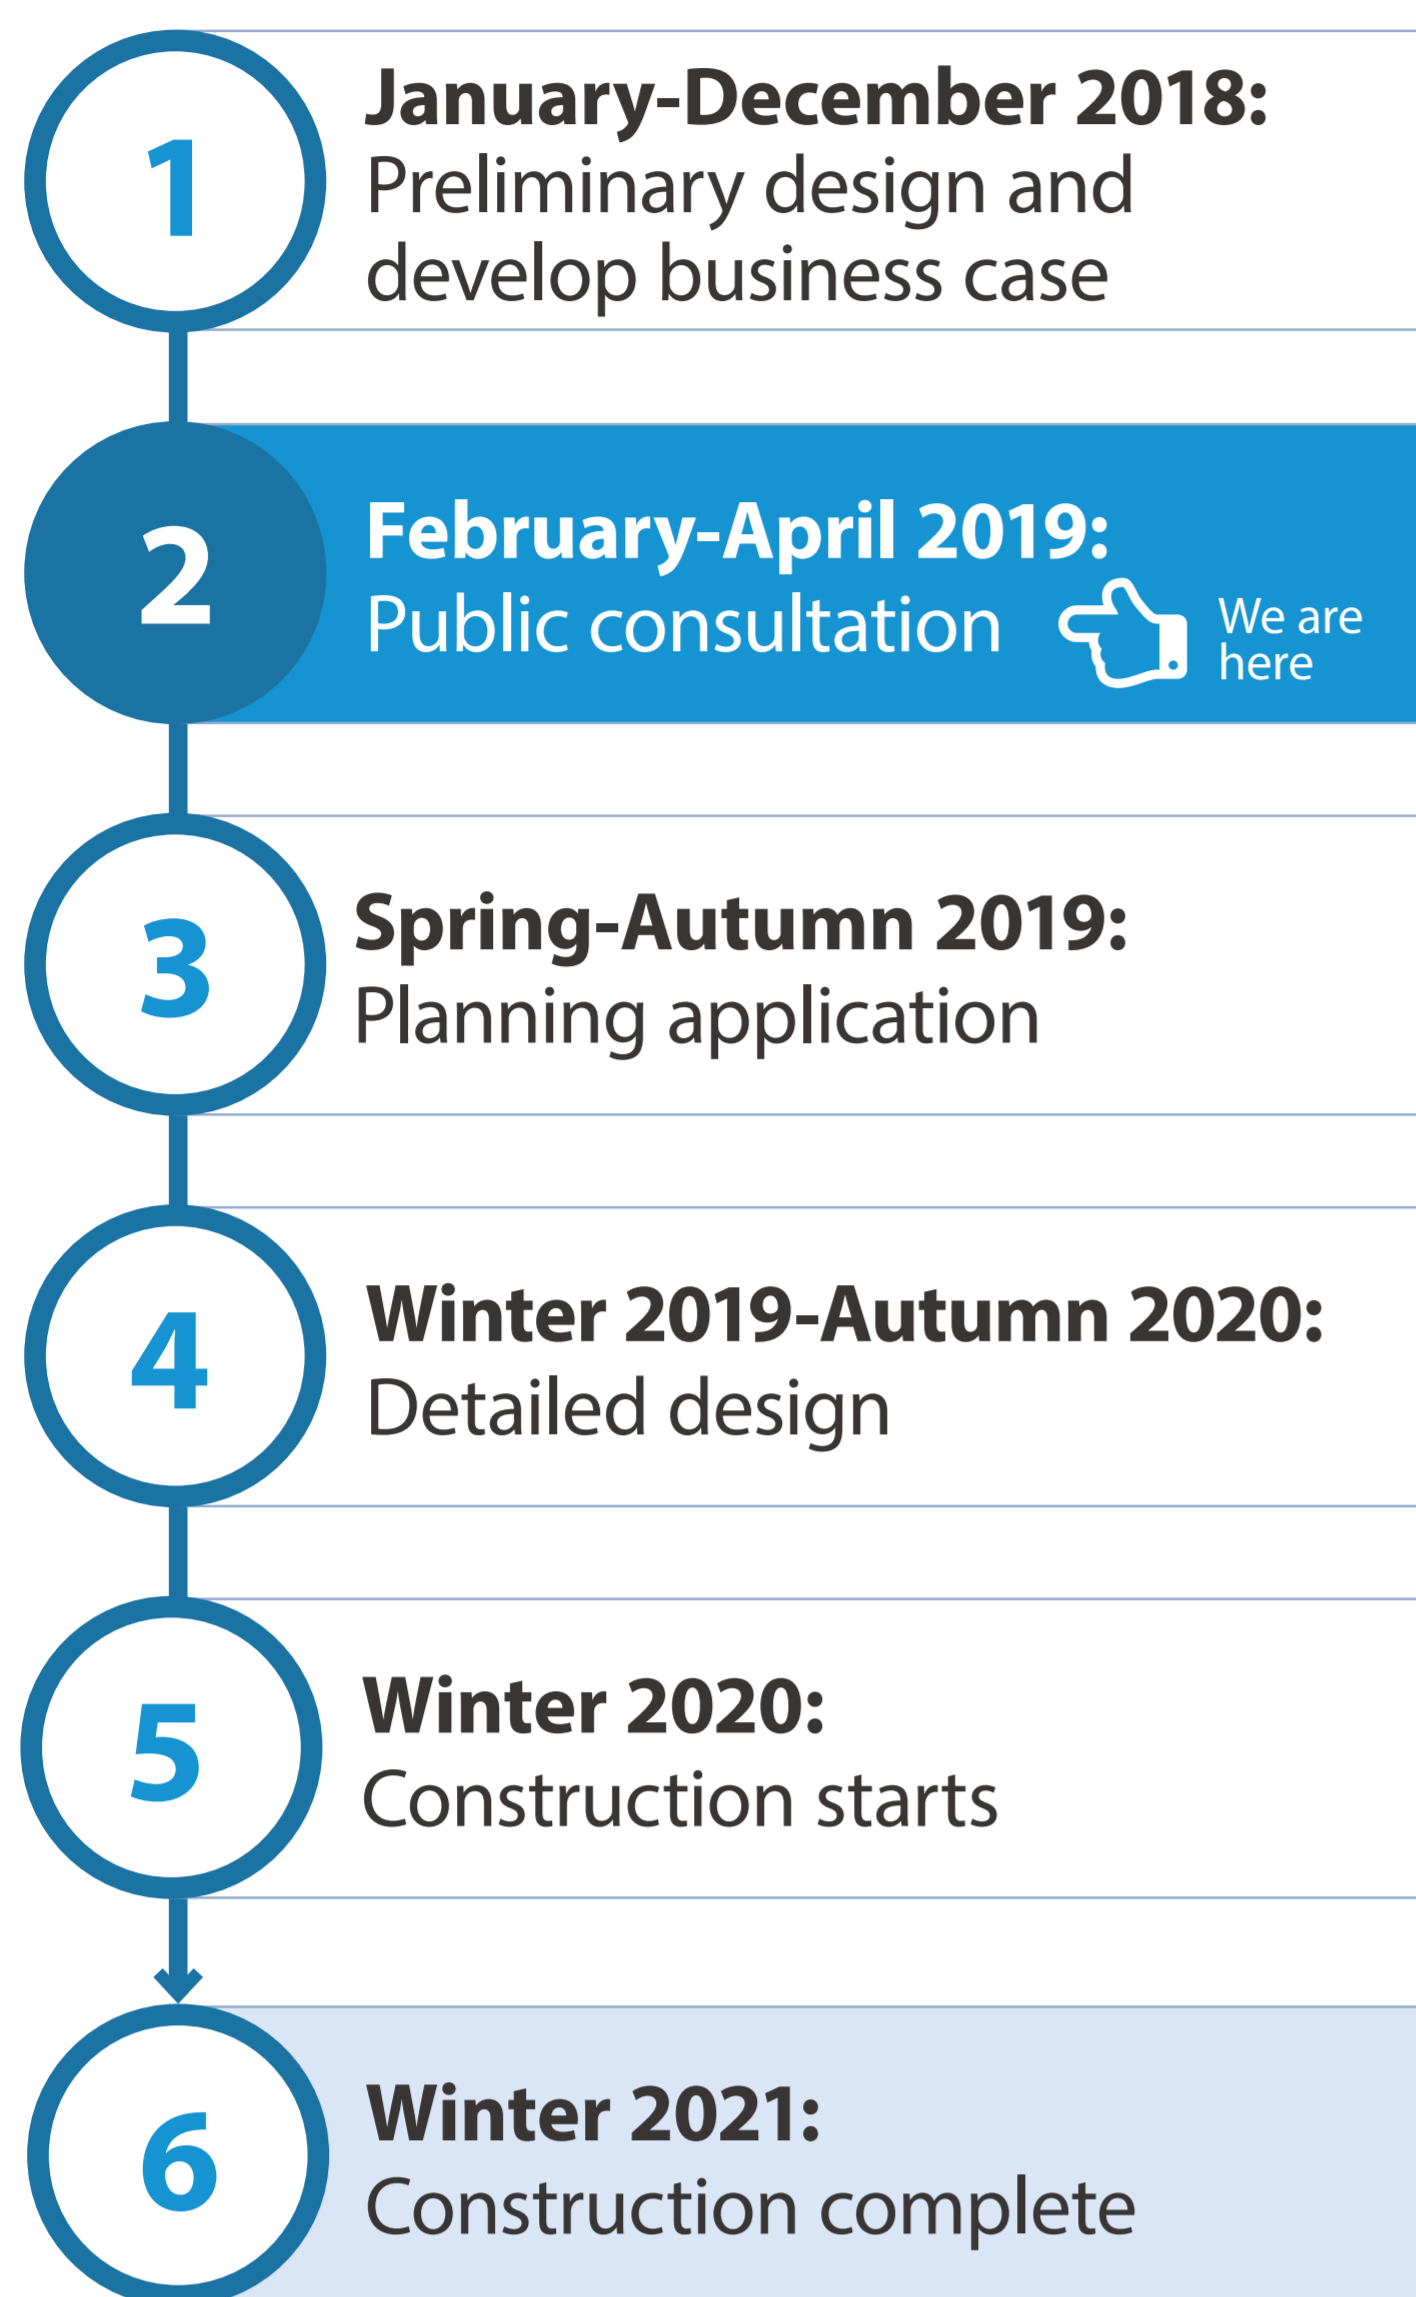 1
January-December 2018:
Preliminary design and
develop business case
2
February-April 2019:
Public consultation
We are
here
3
Spring-Autumn 2019:
Planning application
4
Winter 2019-Autumn 2020:
Detailed design
5
Winter 2020:
Construction starts
6
Winter 2021:
Construction complete